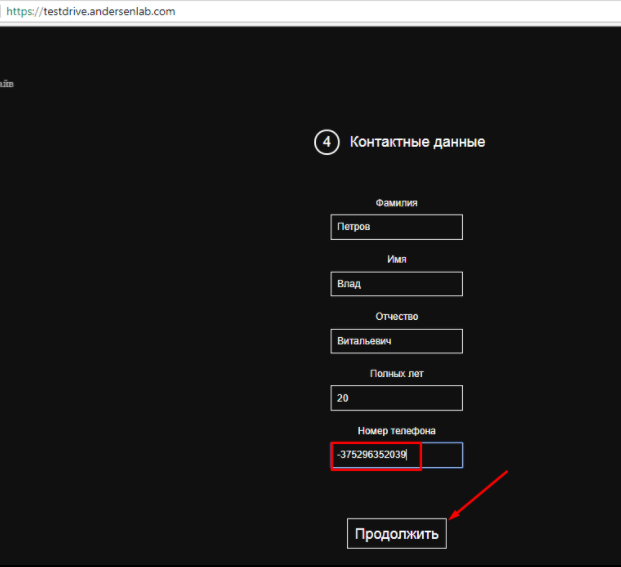 https://testdrive.andersenlab.com
4 Контактные данные
Фамилия
Петров
Имя
Влад
Отчество
Витальевич
Полных лет
20
Номер телефона
-375296352039
Продолжить